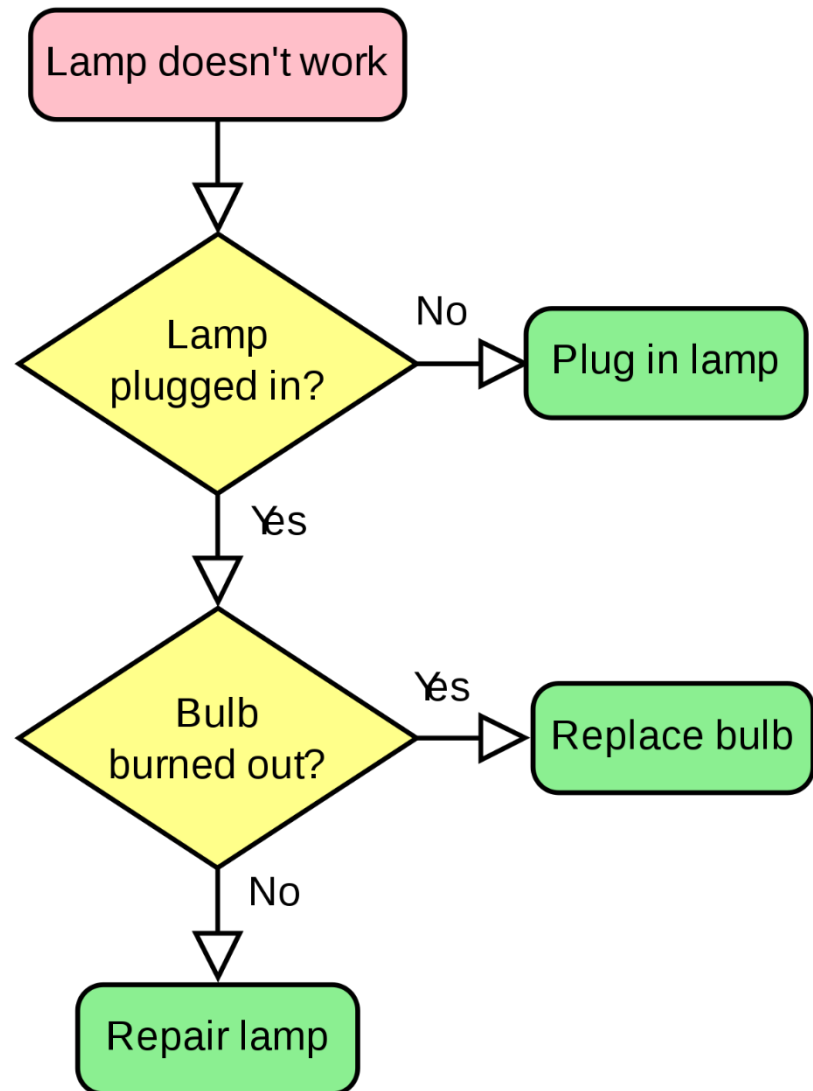 Lamp doesn't work
Lamp
plugged in?
No
Plug in lamp
Yes
Bulb
burned out?
Yes
Replace bulb
No
Repair lamp